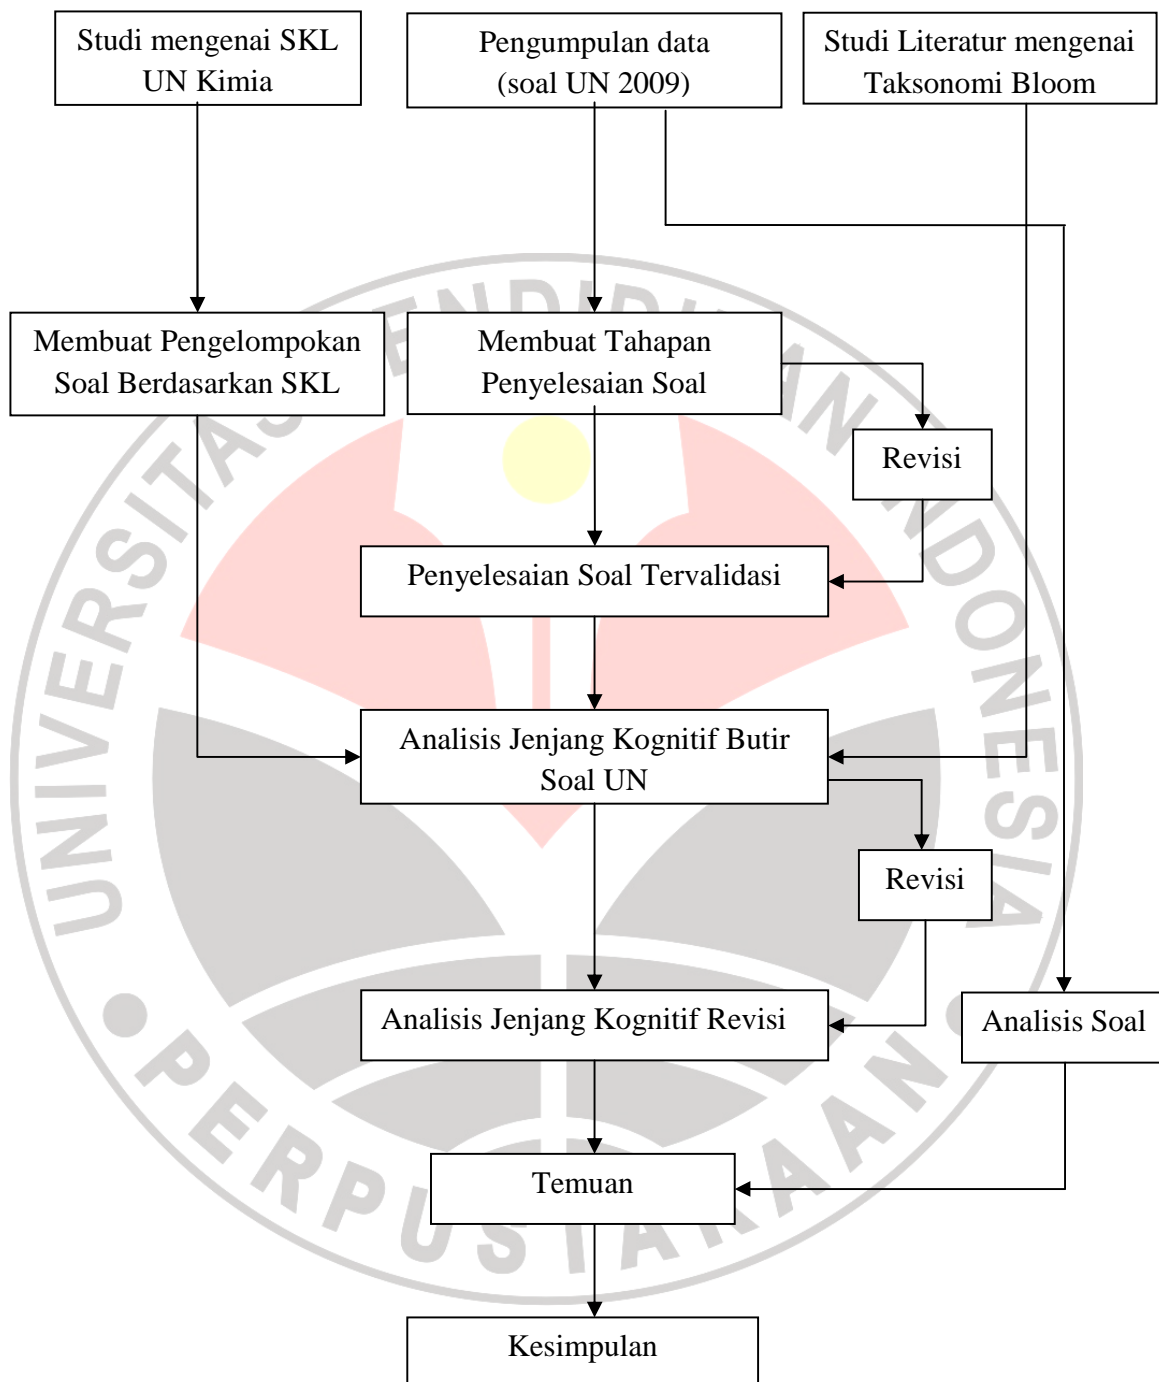 Studi mengenai SKL
UN Kimia
Pengumpulan data
(soal UN 2009)
Studi Literatur mengenai
Taksonomi Bloom
Membuat Pengelompokan
Soal Berdasarkan SKL
Membuat Tahapan
Penyelesaian Soal
Revisi
Penyelesaian Soal Tervalidasi
Analisis Jenjang Kognitif Butir
Soal UN
Revisi
Analisis Jenjang Kognitif Revisi
Analisis Soal
Temuan
Kesimpulan
UNIVERSITAS PENDIDIKAN INDONESIA
PERPUSTAKAAN